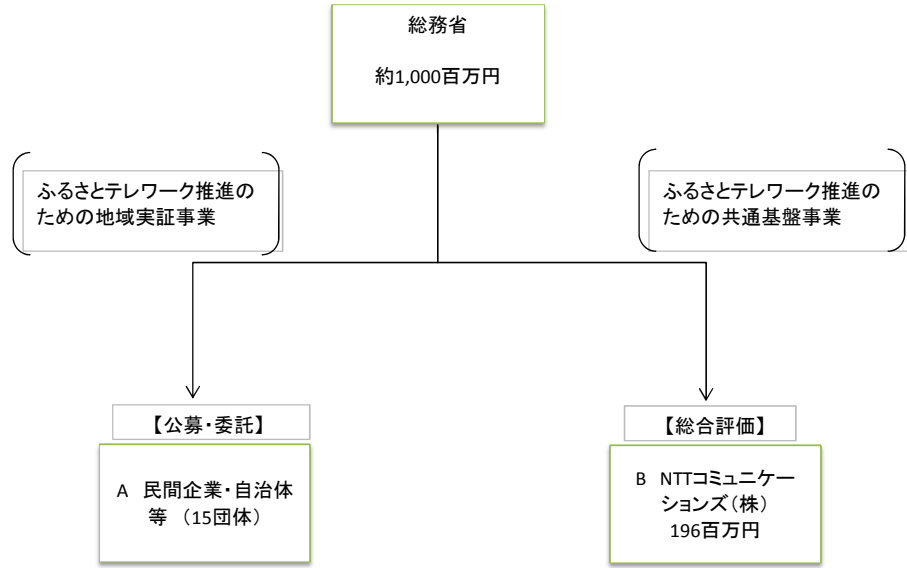 総務省
約1,000百万円
ふるさとテレワーク推進の
ための地域実証事業
ふるさとテレワーク推進の
ための共通基盤事業
【公募・委託】
【総合評価】
A 民間企業・自治体
等 （15団体）
B NTTコミュニケー
ションズ（株）
196百万円